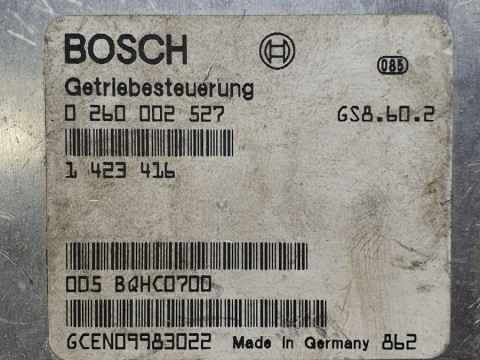 BOSCH
085
Getriebesteuerung
0 260 002 527 GS8.60.2
1 423 416
005 BQHC0700
GCEN09983022 Made in Germany 862